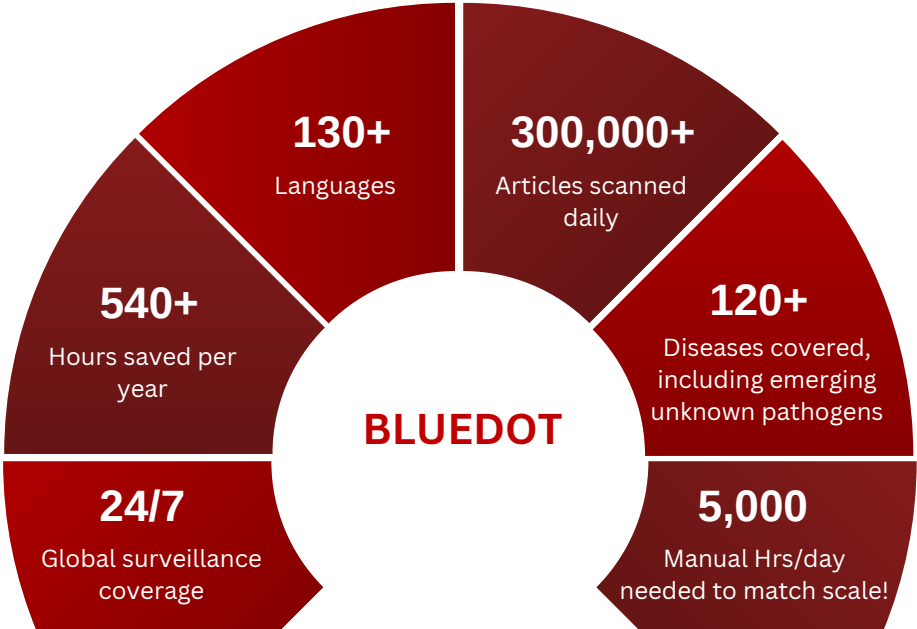 130+
Languages
300,000+
Articles scanned
daily
540+
Hours saved per
year
120+
Diseases covered,
including emerging
unknown pathogens
BLUEDOT
24/7
Global surveillance
coverage
5,000
Manual Hrs/day
needed to match scale!